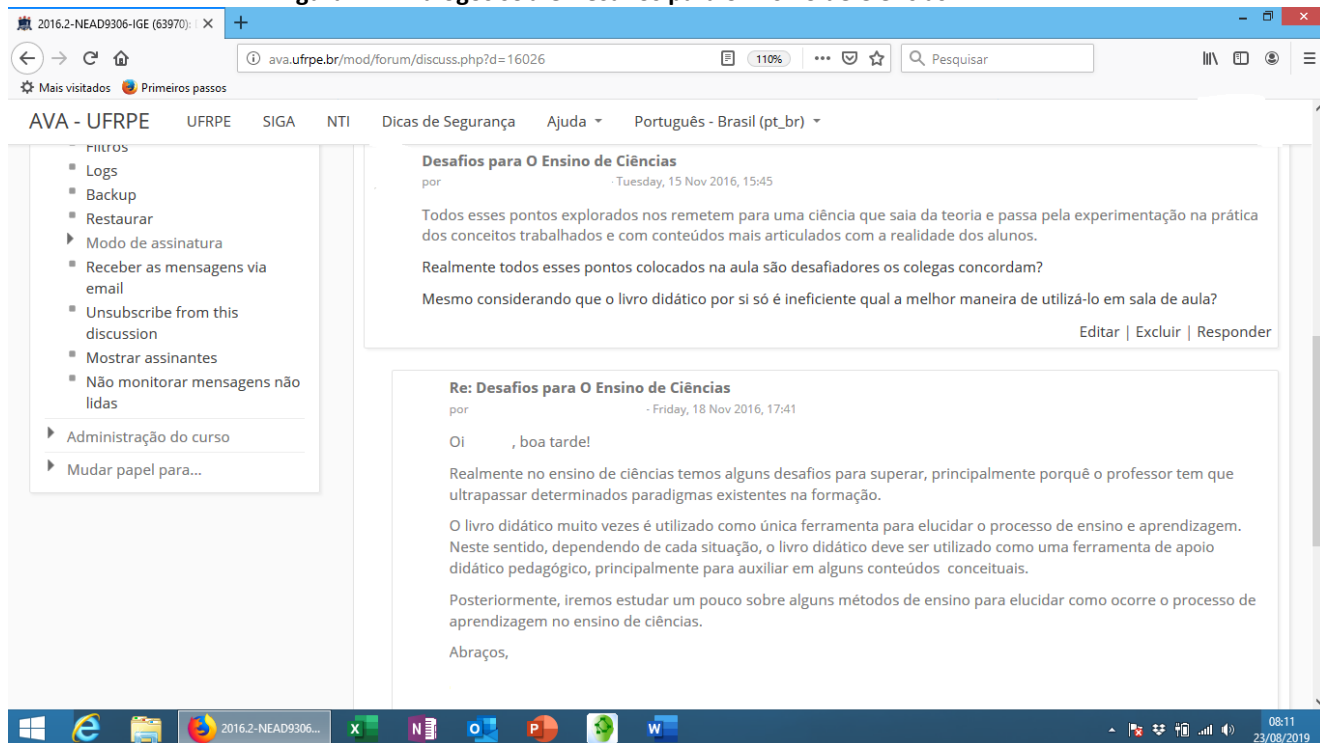 2016.2-NEAD9306-IGE (63970):
ava.ufrpe.br/mod/forum/discuss.php?d=16026
110%
Pesquisar
Mais visitados
Primeiros passos
AVA - UFRPE
UFRPE
SIGA
NTI
Dicas de Segurança
Ajuda
Português - Brasil (pt_br)
Filtros
Logs
Backup
Restaurar
Modo de assinatura
Receber as mensagens via
email
Unsubscribe from this
discussion
Mostrar assinantes
Não monitorar mensagens não
lidas
Administração do curso
Mudar papel para...
Desafios para O Ensino de Ciências
por - Tuesday, 15 Nov 2016, 15:45
Todos esses pontos explorados nos remetem para uma ciência que saia da teoria e passa pela experimentação na prática
dos conceitos trabalhados e com conteúdos mais articulados com a realidade dos alunos.
Realmente todos esses pontos colocados na aula são desafiadores os colegas concordam?
Mesmo considerando que o livro didático por si só é ineficiente qual a melhor maneira de utilizá-lo em sala de aula?
Editar | Excluir | Responder
Re: Desafios para O Ensino de Ciências
por - Friday, 18 Nov 2016, 17:41
Oi , boa tarde!
Realmente no ensino de ciências temos alguns desafios para superar, principalmente porquê o professor tem que
ultrapassar determinados paradigmas existentes na formação.
O livro didático muito vezes é utilizado como única ferramenta para elucidar o processo de ensino e aprendizagem.
Neste sentido, dependendo de cada situação, o livro didático deve ser utilizado como uma ferramenta de apoio
didático pedagógico, principalmente para auxiliar em alguns conteúdos conceituais.
Posteriormente, iremos estudar um pouco sobre alguns métodos de ensino para elucidar como ocorre o processo de
aprendizagem no ensino de ciências.
Abraços,
2016.2-NEAD9306...
08:11
23/08/2019